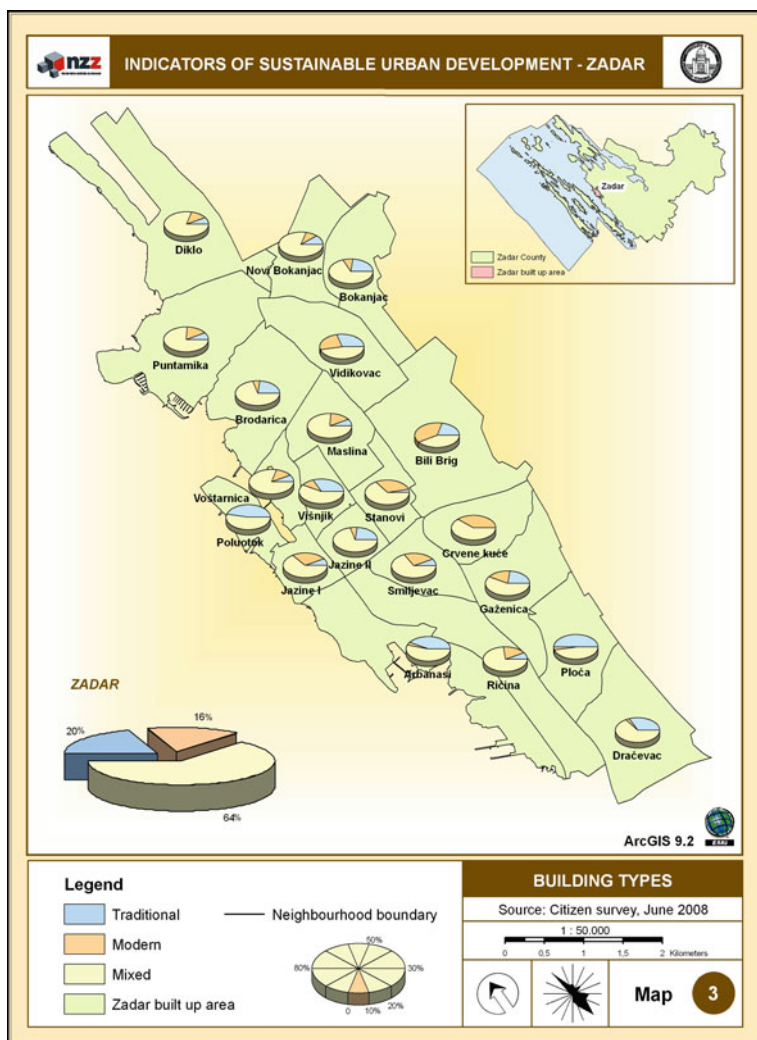 nzz
INDICATORS OF SUSTAINABLE URBAN DEVELOPMENT - ZADAR
Zadar
Zadar County
Zadar built up area
Diklo
Novi Bokanjac
Bokanjac
Puntamika
Vidikovac
Brodarica
Maslina
Bili Brig
Voštarnica
Višnjik
Stanovi
Poluotok
Crvene kuće
Jazine I
Jazine II
Smiljevac
Gaženica
Arbanasi
Ričina
Ploča
Dračevac
ZADAR
20%
16%
64%
ArcGIS 9.2
ESRI
Legend
Traditional
Modern
Mixed
Zadar built up area
Neighbourhood boundary
50%
80%
30%
20%
10%
0
BUILDING TYPES
Source: Citizen survey, June 2008
1 : 50.000
0 0,5 1 1,5 2 Kilometers
Map 3